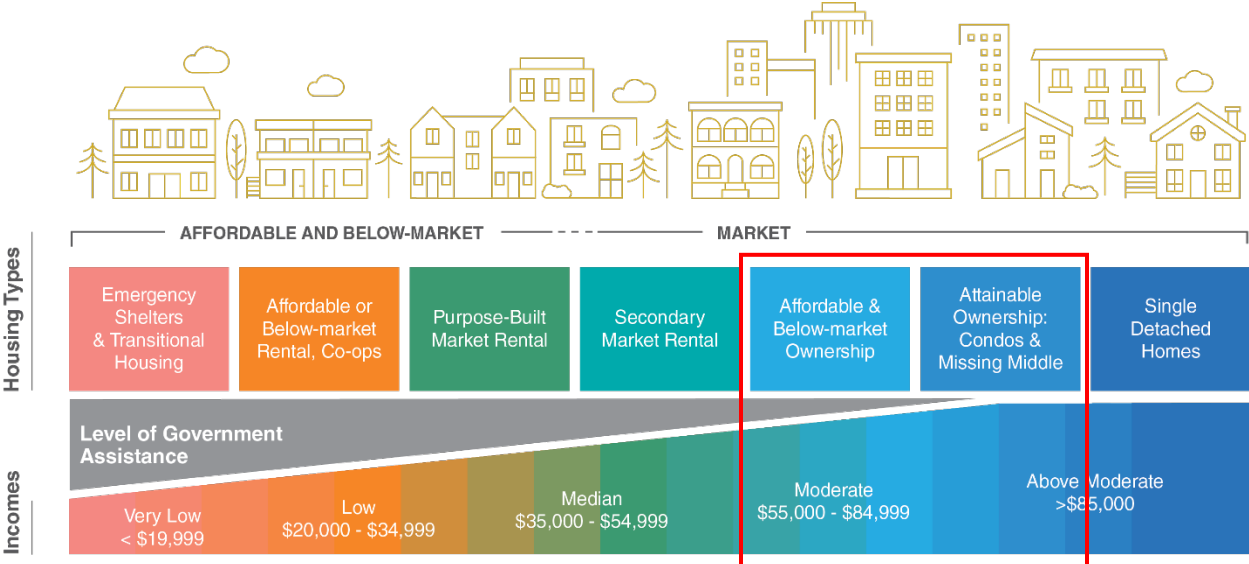 AFFORDABLE AND BELOW-MARKET
MARKET
Housing Types
Emergency
Shelters
& Transitional
Housing
Affordable or
Below-market
Rental, Co-ops
Purpose-Built
Market Rental
Secondary
Market Rental
Affordable &
Below-market
Ownership
Attainable
Ownership:
Condos &
Missing Middle
Single
Detached
Homes
Level of Government
Assistance
Incomes
Very Low
< $19,999
Low
$20,000 - $34,999
Median
$35,000 - $54,999
Moderate
$55,000 - $84,999
Above Moderate
>$85,000